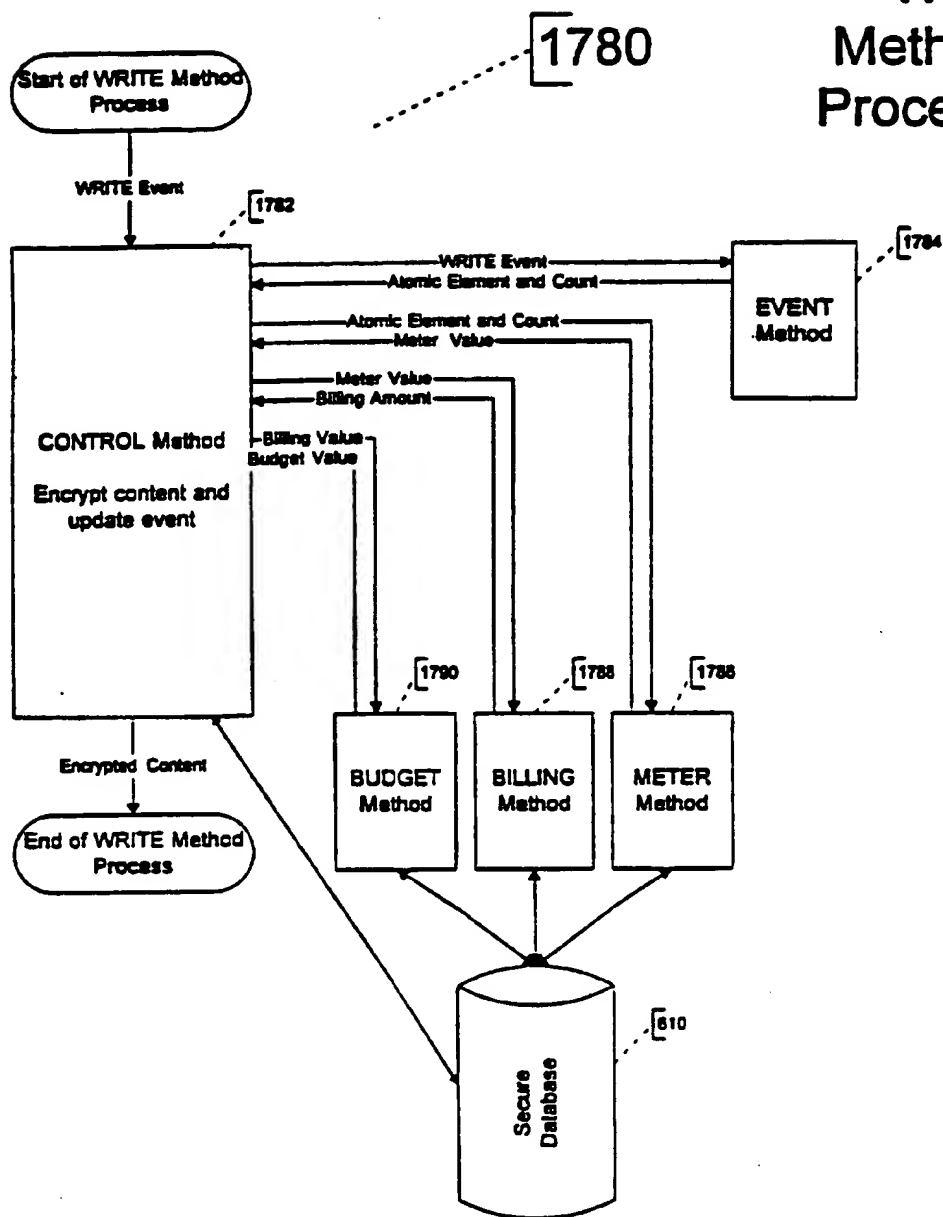 1780
Meth
Proce
Start of WRITE Method
Process
WRITE Event
1782
WRITE Event
Atomic Element and Count
1784
EVENT
Method
Atomic Element and Count
Meter Value
Meter Value
Billing Amount
Billing Value
Budget Value
CONTROL Method
Encrypt content and
update event
1790
1788
1786
BUDGET
Method
BILLING
Method
METER
Method
Encrypted Content
End of WRITE Method
Process
610
Secure
Database